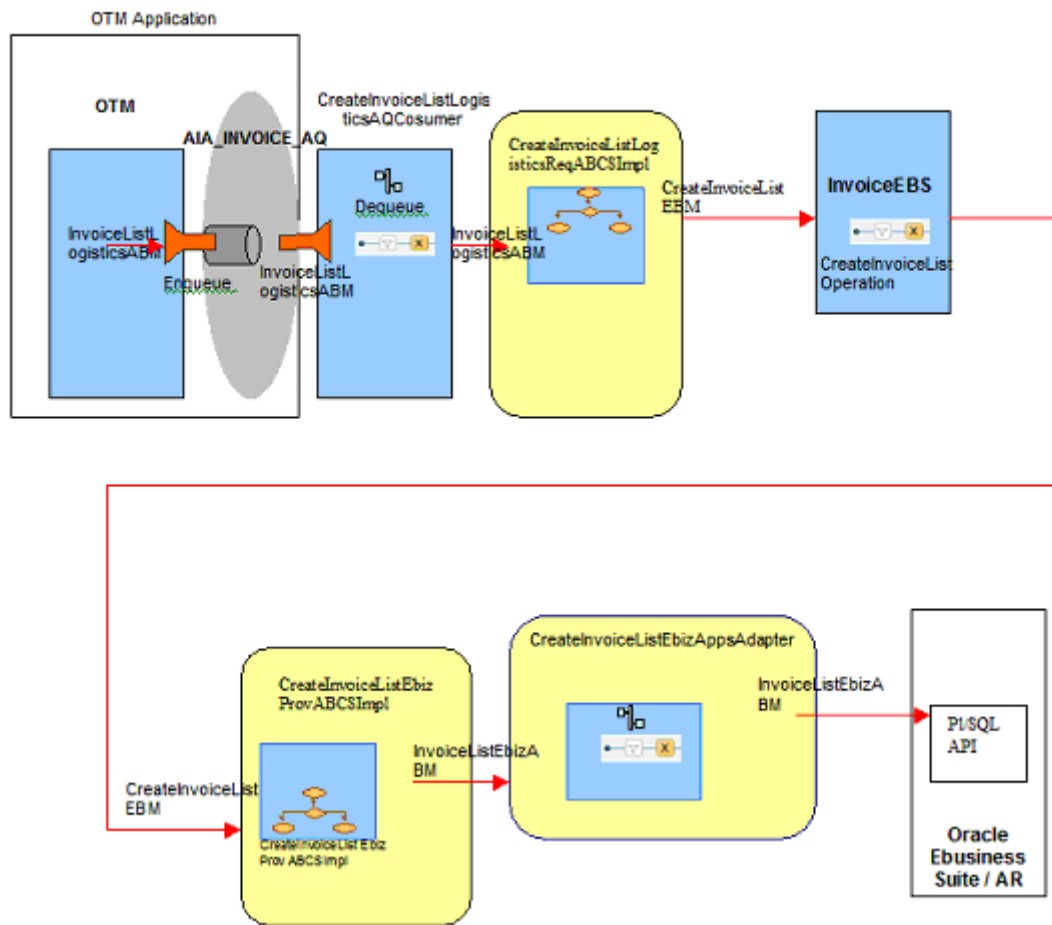 OTM Application
OTM
AIA_INVOICE_AQ
InvoiceListL
ogisticsABM
Enqueue
InvoiceListL
ogisticsABM
CreateInvoiceListLogis
ticsAQCosumer
Dequeue
InvoiceListL
ogisticsABM
CreateInvoiceListLog
isticsReqABCSImpl
CreateInvoiceList
EBM
InvoiceEBS
CreateInvoiceList
Operation
CreateInvoiceList
EBM
CreateInvoiceListEbiz
ProvABCSImpl
CreateInvoiceList Ebiz
Prov ABCSImpl
InvoiceListEbizA
BM
CreateInvoiceListEbizAppsAdapter
InvoiceListEbizA
BM
Pl/SQL
API
Oracle
Ebusiness
Suite / AR